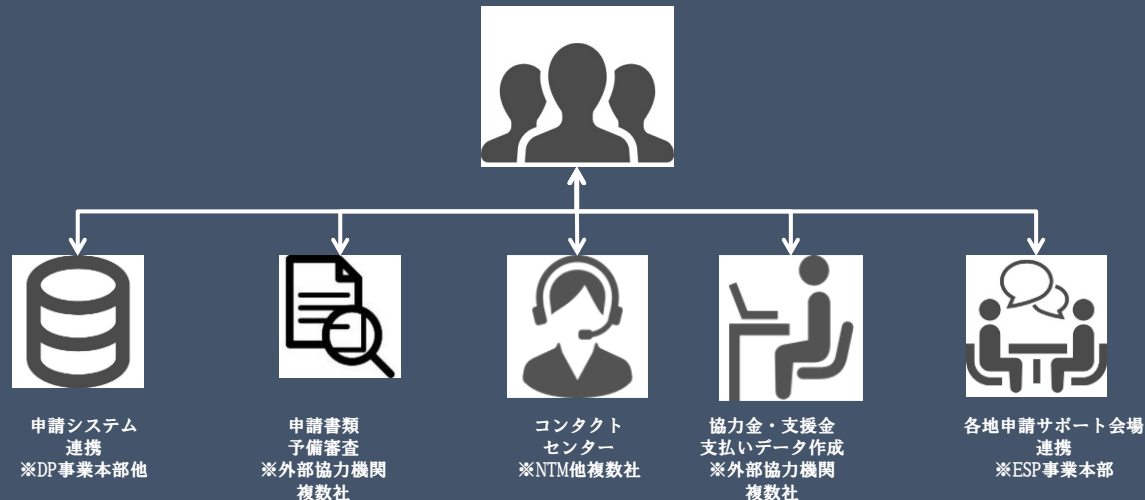 申請システム
連携
※DP事業本部他
申請書類
予備審査
※外部協力機関
複数社
コンタクト
センター
※NTM他複数社
協力金・支援金
支払いデータ作成
※外部協力機関
複数社
各地申請サポート会場
連携
※ESP事業本部